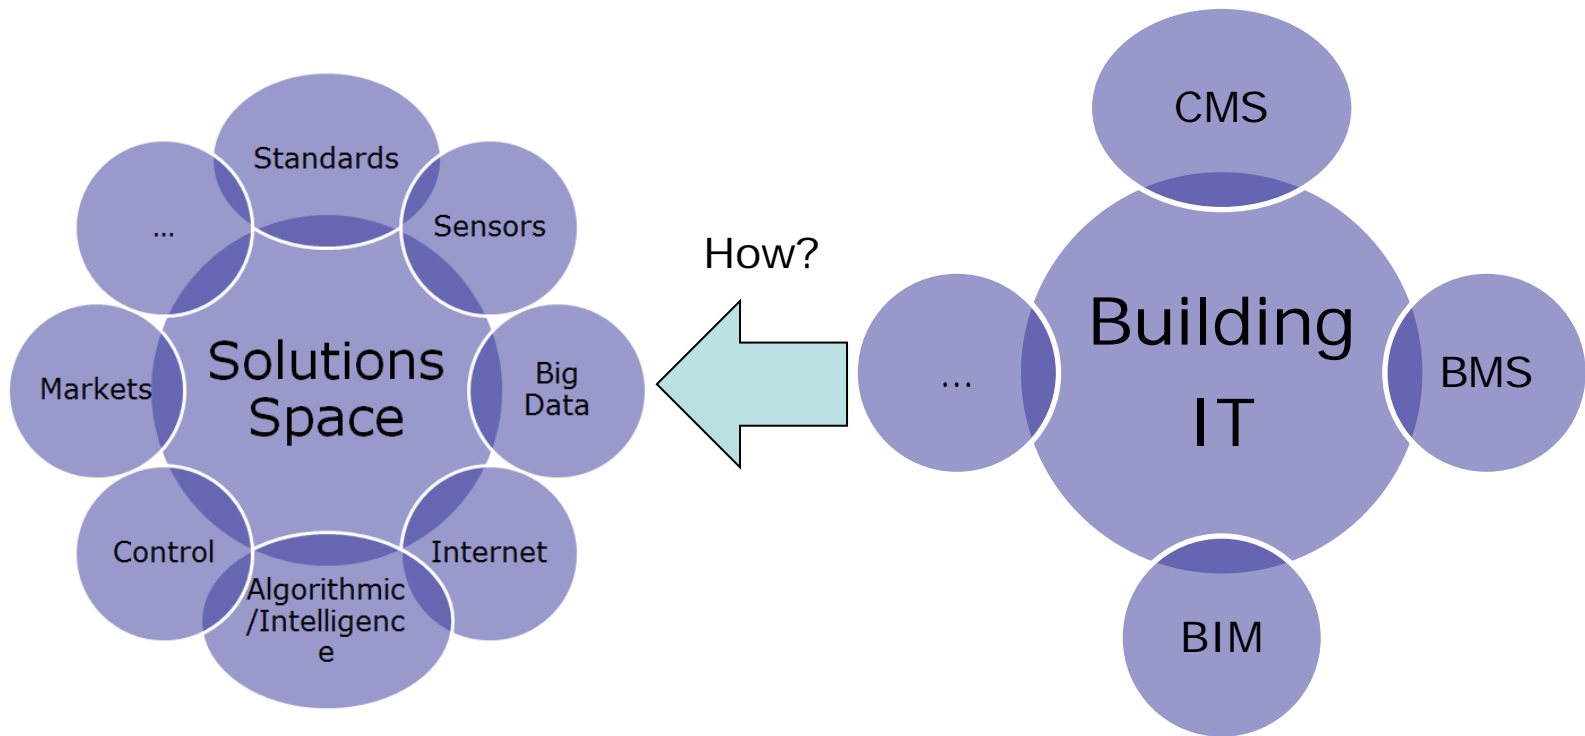 Standards
Sensors
Big
Data
Internet
Algorithmic
/Intelligenc
e
Control
Markets
...
Solutions
Space
How?
CMS
BMS
BIM
...
Building
IT